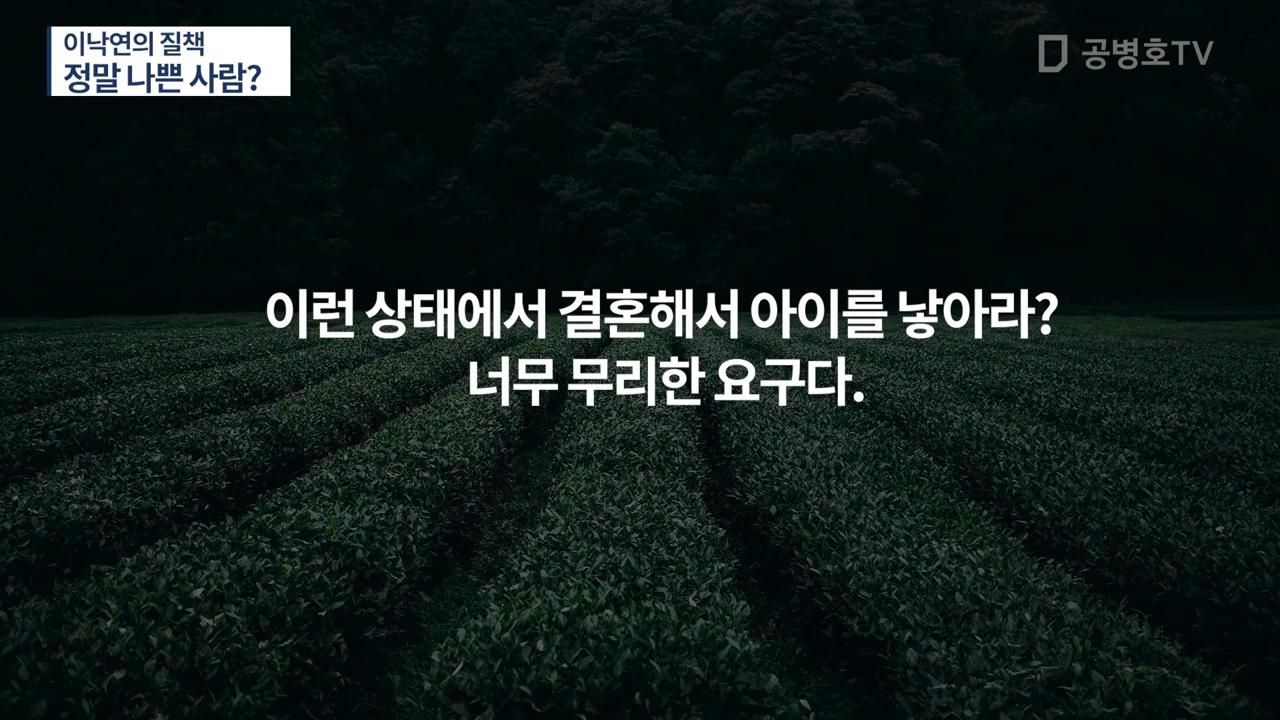 이낙연의 질책
정말 나쁜 사람?
공병호TV
이런 상태에서 결혼해서 아이를 낳아라?
너무 무리한 요구다.